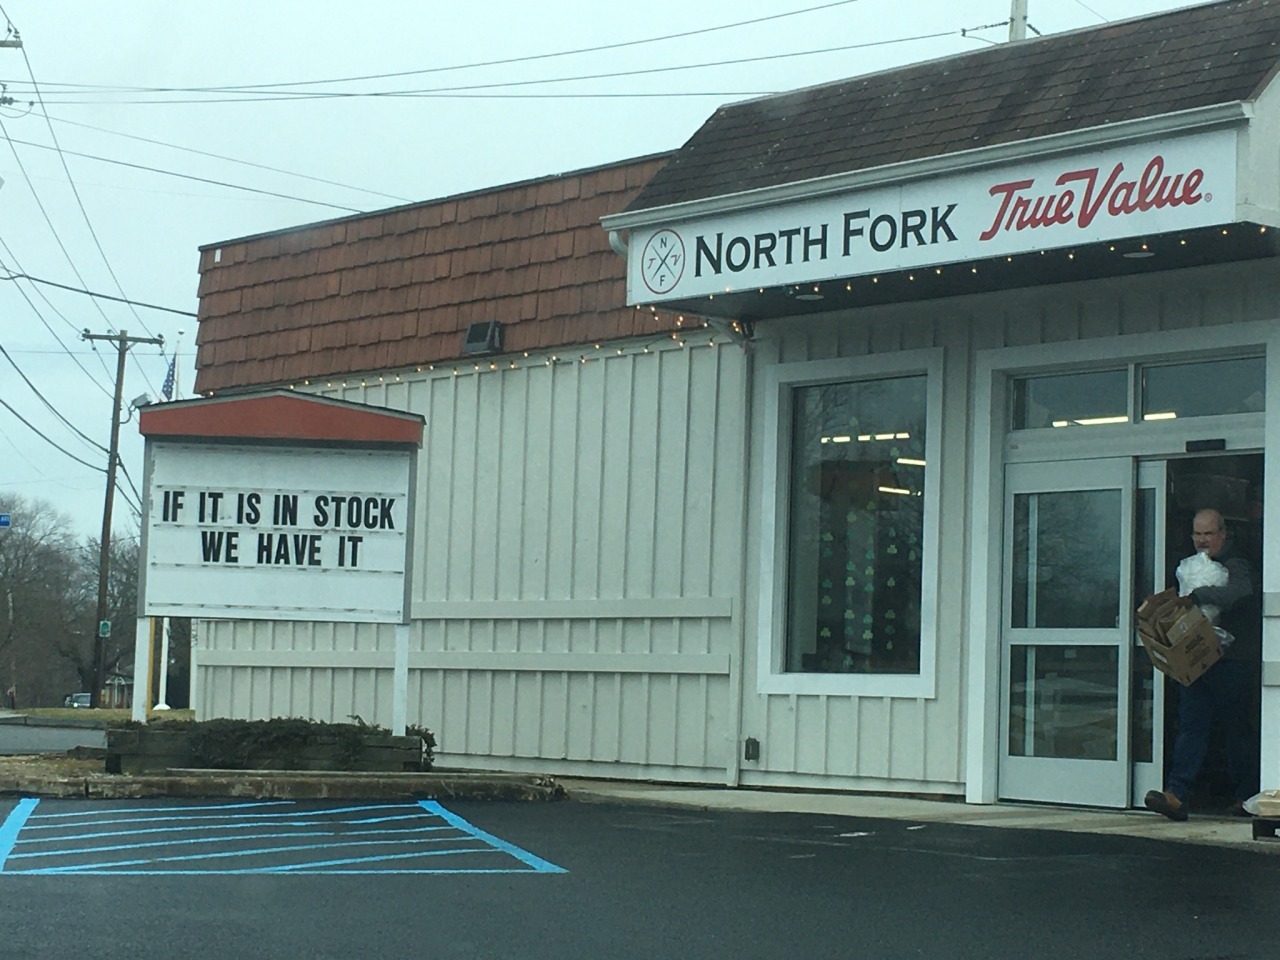 NORTH FORK True Value®
N
T V
F
IF IT IS IN STOCK
WE HAVE IT